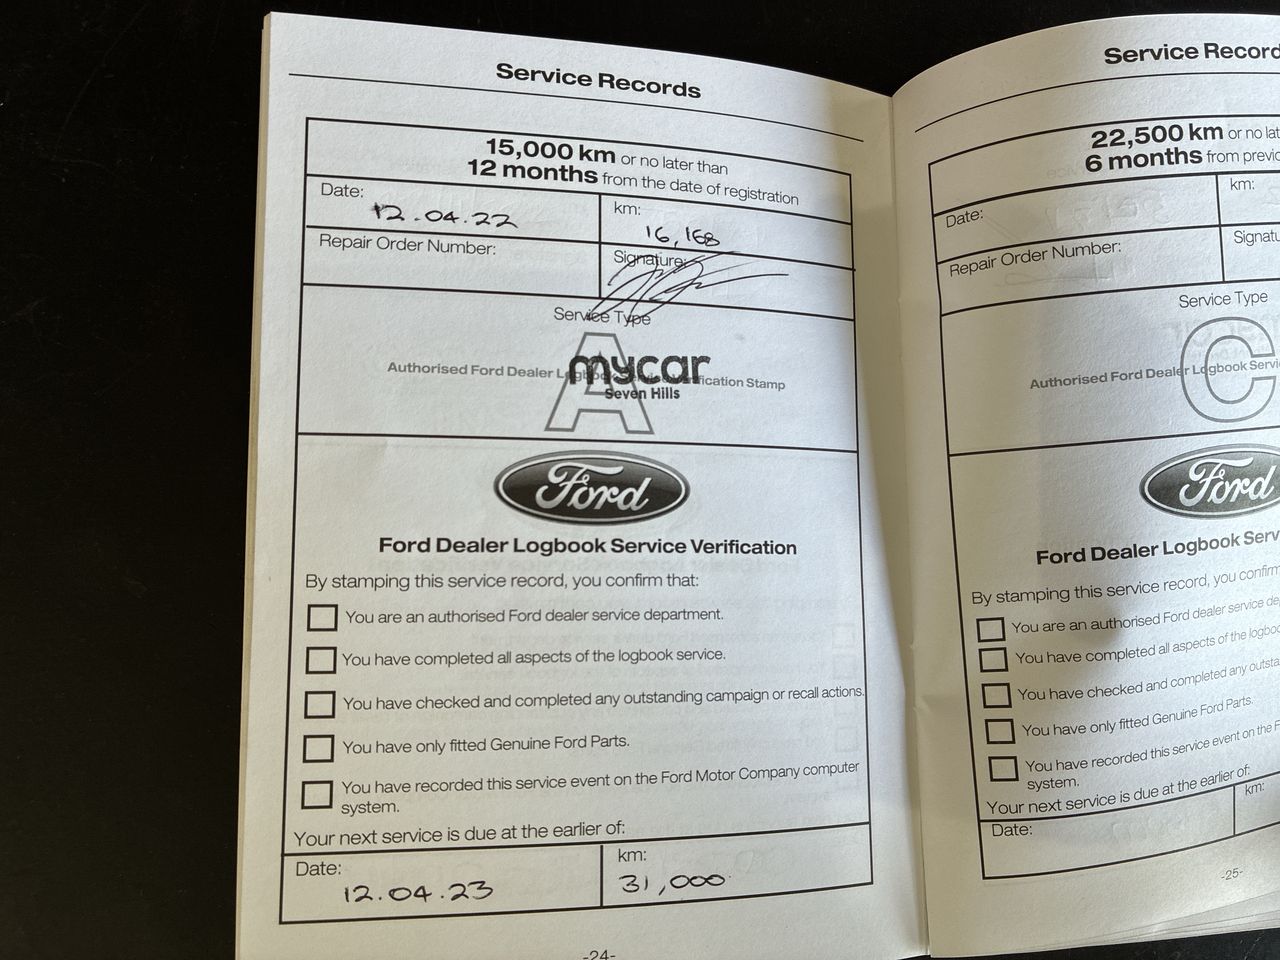 Service Records
15,000 km or no later than
12 months from the date of registration
Date: 12.04.22
km: 16,168
Repair Order Number:
Signature:
Service Type
A
Authorised Ford Dealer Logbook Service Verification Stamp
mycar
Seven Hills
Ford
Ford Dealer Logbook Service Verification
By stamping this service record, you confirm that:
You are an authorised Ford dealer service department.
You have completed all aspects of the logbook service.
You have checked and completed any outstanding campaign or recall actions.
You have only fitted Genuine Ford Parts.
You have recorded this service event on the Ford Motor Company computer
system.
Your next service is due at the earlier of:
Date: 12.04.23
km: 31,000
-24-
Service Record
22,500 km or no lat
6 months from previo
Date:
km:
Repair Order Number:
Signatu
Service Type
C
Authorised Ford Dealer Logbook Servi
Ford
Ford Dealer Logbook Serv
By stamping this service record, you confirm
You are an authorised Ford dealer service de
You have completed all aspects of the logboo
You have checked and completed any outsta
You have only fitted Genuine Ford Parts.
You have recorded this service event on the F
system.
Your next service is due at the earlier of:
Date:
km:
-25-